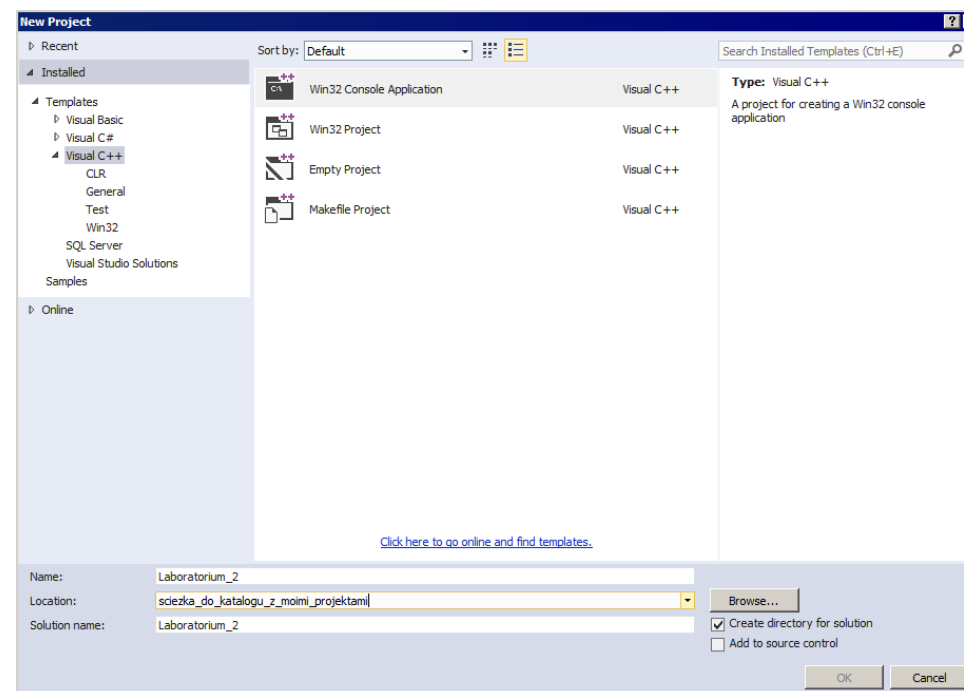 New Project
?
Recent
Sort by: Default
Search Installed Templates (Ctrl+E)
Installed
Templates
Visual Basic
Visual C#
Visual C++
CLR
General
Test
Win32
SQL Server
Visual Studio Solutions
Samples
Online
Win32 Console Application Visual C++
Win32 Project Visual C++
Empty Project Visual C++
Makefile Project Visual C++
Type: Visual C++
A project for creating a Win32 console
application
Click here to go online and find templates.
Name: Laboratorium_2
Location: sciezka_do_katalogu_z_moimi_projektami
Browse...
Solution name: Laboratorium_2
Create directory for solution
Add to source control
OK Cancel